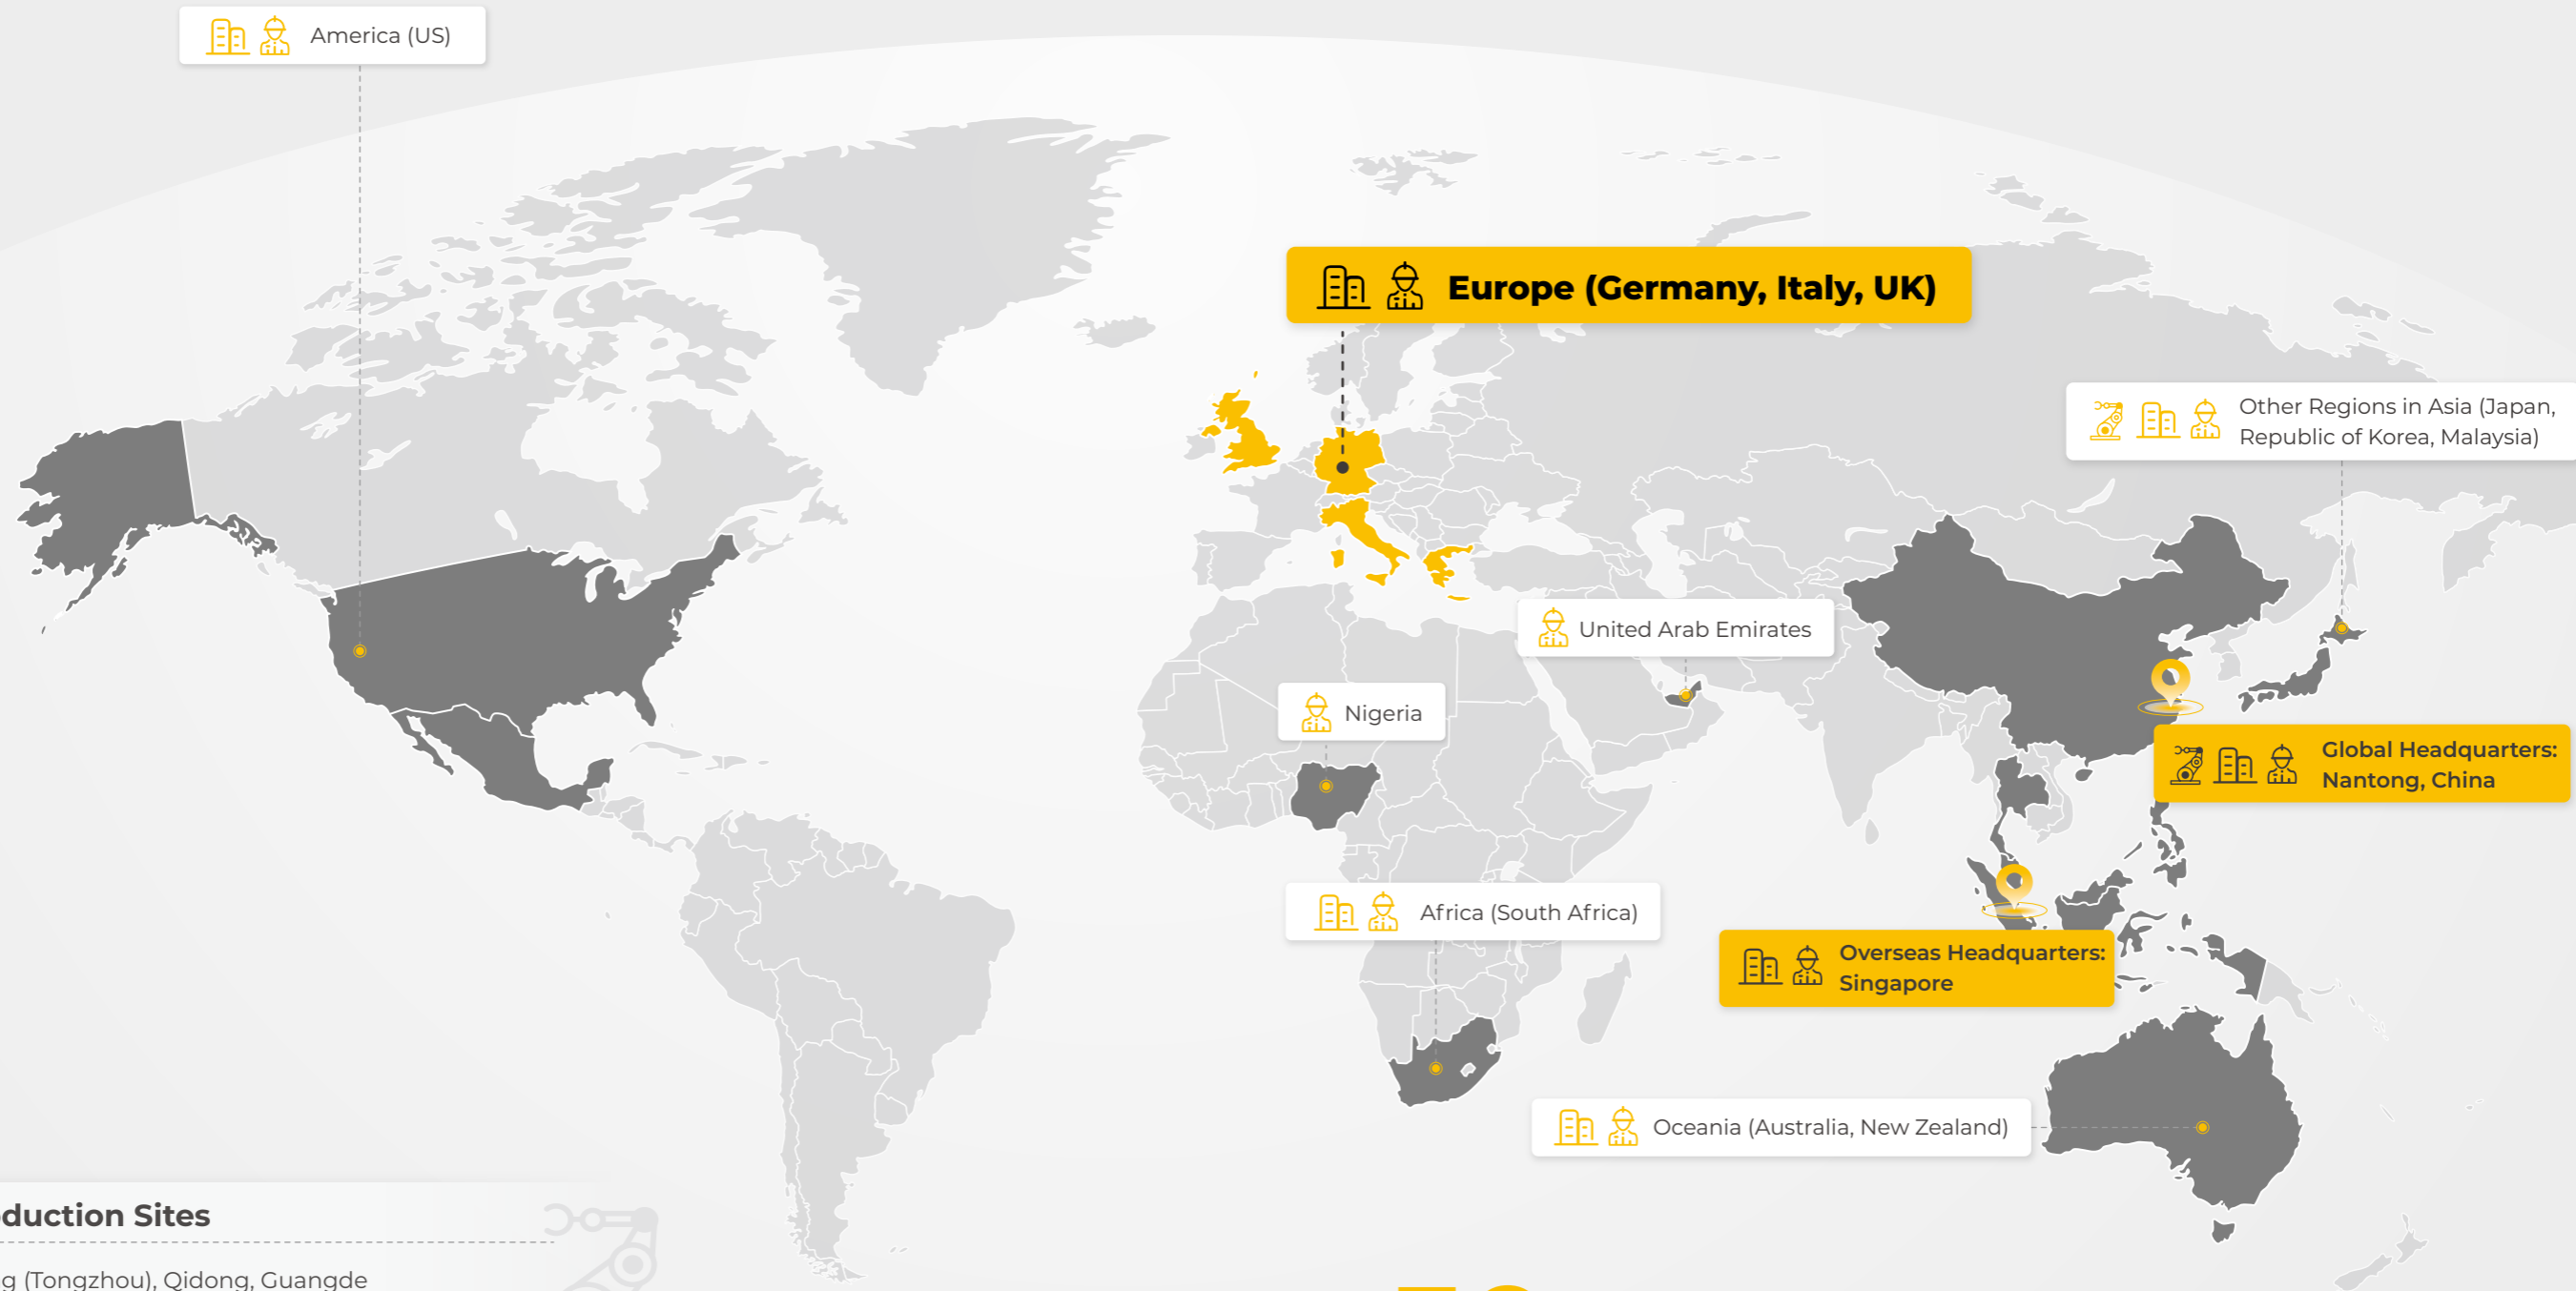 America (US)
Europe (Germany, Italy, UK)
Other Regions in Asia (Japan,
Republic of Korea, Malaysia)
United Arab Emirates
Nigeria
Global Headquarters:
Nantong, China
Africa (South Africa)
Overseas Headquarters:
Singapore
Oceania (Australia, New Zealand)
duction Sites
g (Tongzhou), Qidong, Guangde